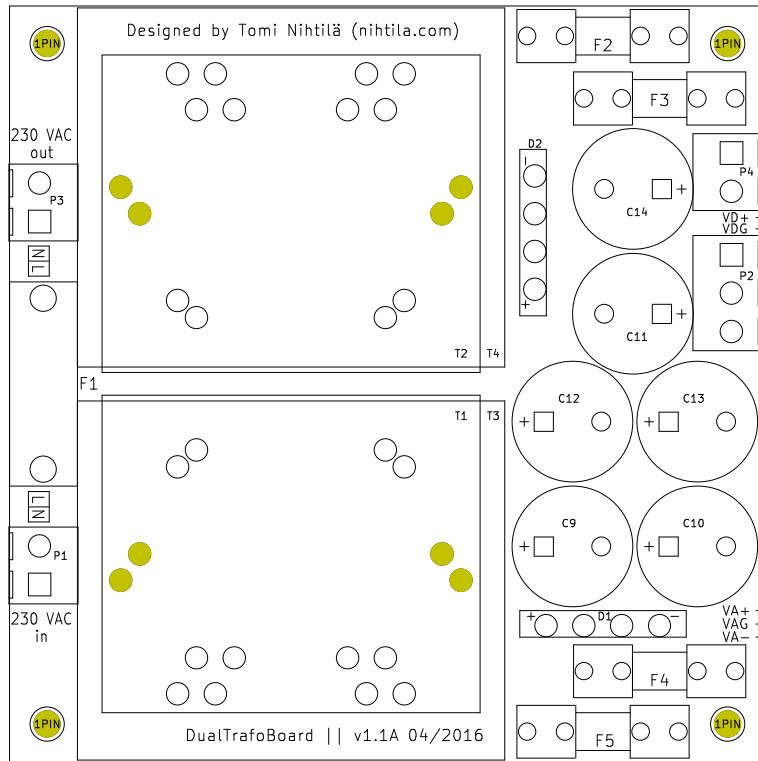 Designed by Tomi Nihtilä (nihtila.com)
1PIN
1PIN
F2
F3
230 VAC
out
D2
-
P4
P3
+
C14
VD+ -
VDG -
N L
P2
+
+
C11
T2
T4
F1
T1
T3
C12
C13
+
+
L N
C9
C10
+
+
P1
230 VAC
in
+
D1
-
VA+ -
VAG -
VA- -
F4
1PIN
1PIN
DualTrafoBoard || v1.1A 04/2016
F5